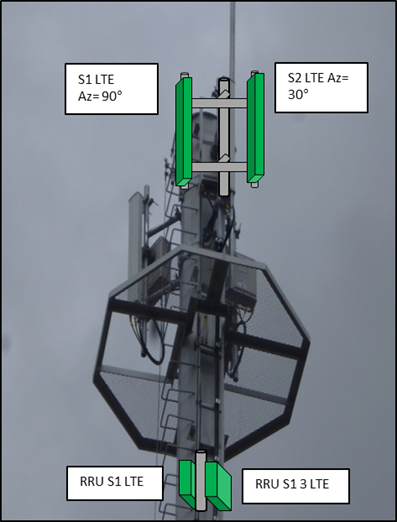 S1 LTE
Az= 90°
S2 LTE Az=
30°
RRU S1 LTE
RRU S1 3 LTE